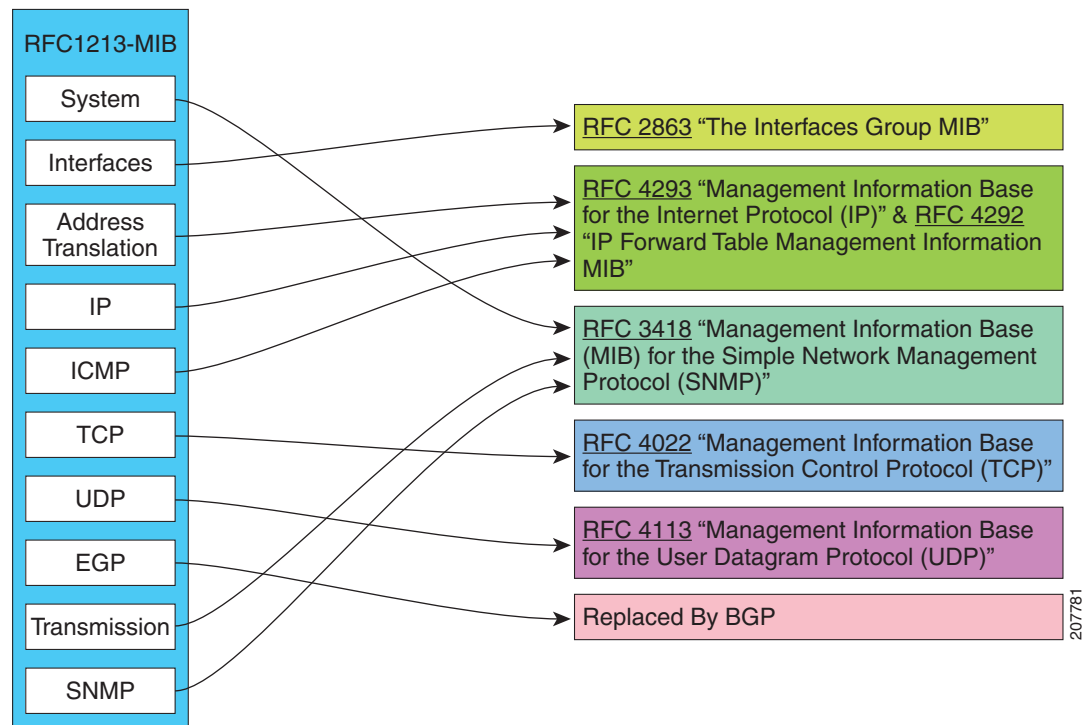 RFC1213-MIB
System
Interfaces
Address
Translation
IP
ICMP
TCP
UDP
EGP
Transmission
SNMP
RFC 2863 “The Interfaces Group MIB”
RFC 4293 “Management Information Base
for the Internet Protocol (IP)” & RFC 4292
“IP Forward Table Management Information
MIB”
RFC 3418 “Management Information Base
(MIB) for the Simple Network Management
Protocol (SNMP)”
RFC 4022 “Management Information Base
for the Transmission Control Protocol (TCP)”
RFC 4113 “Management Information Base
for the User Datagram Protocol (UDP)”
Replaced By BGP
207781